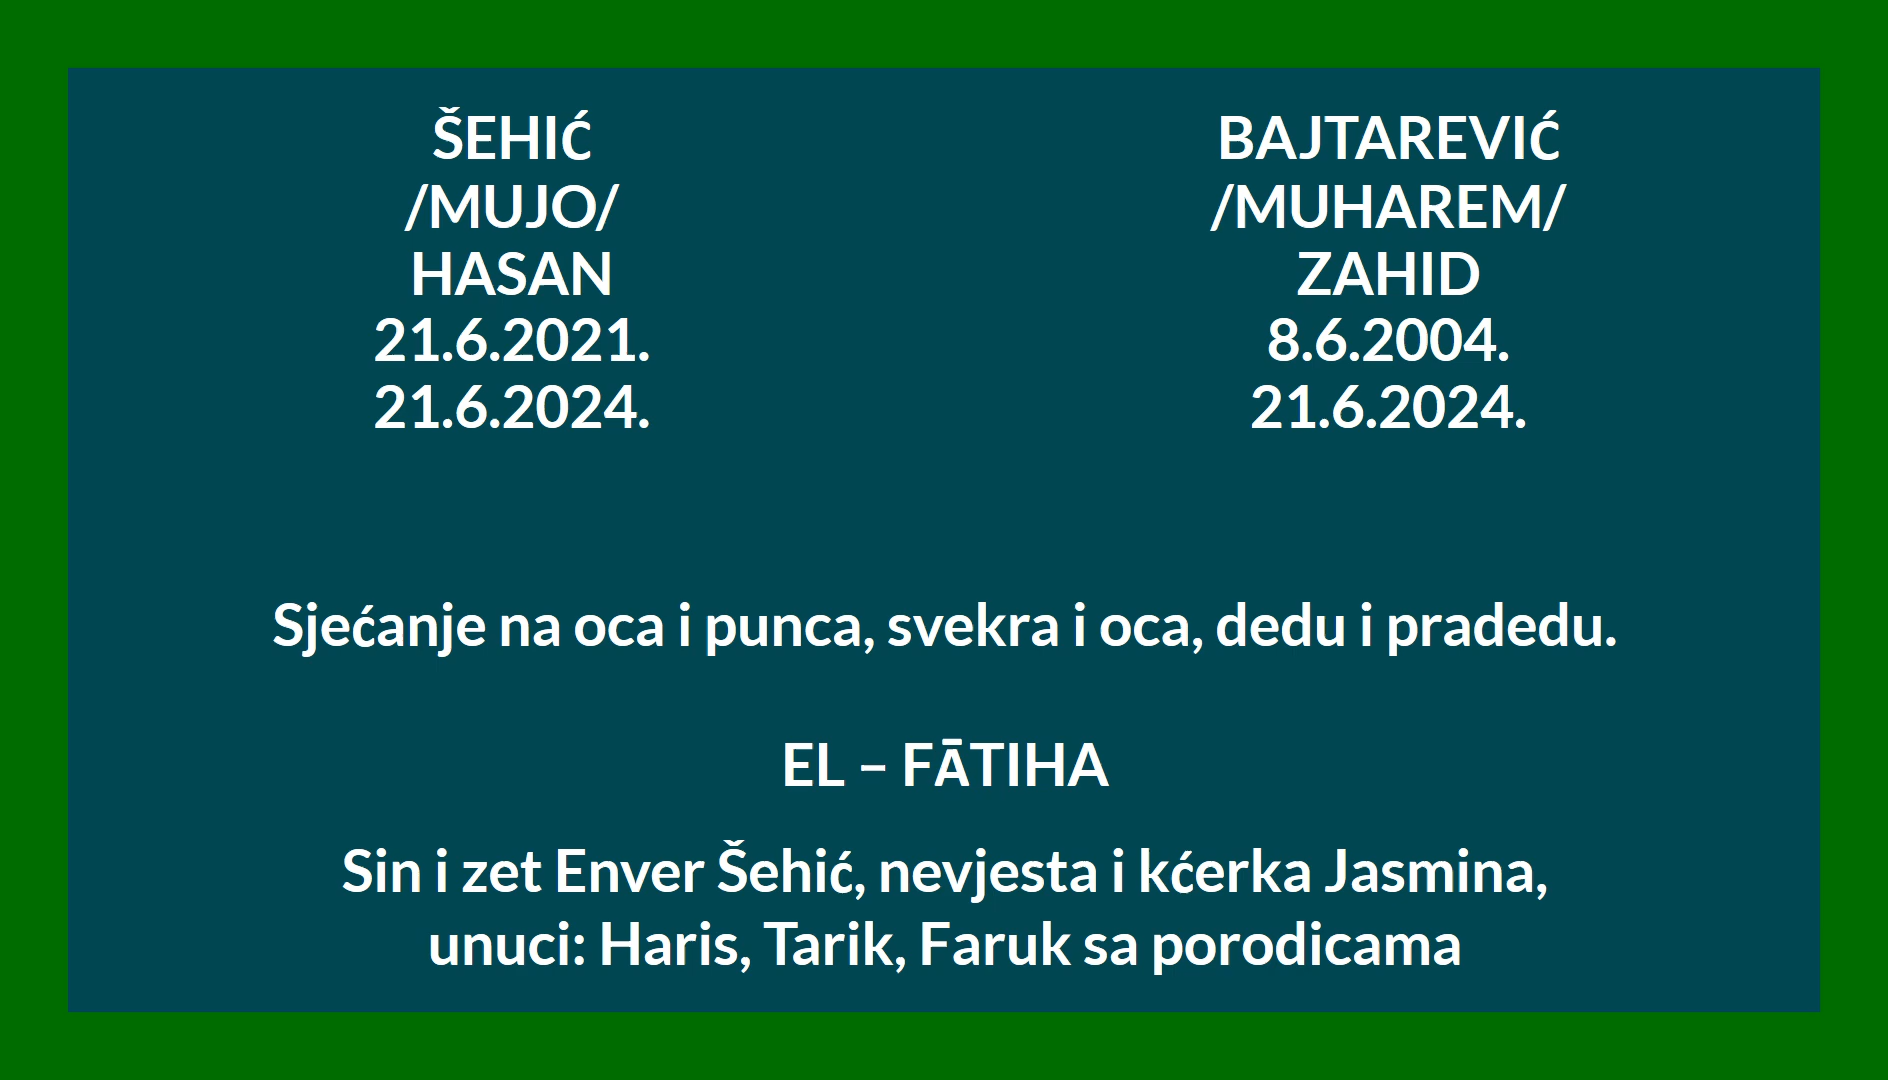 ŠEHIĆ
/MUJO/
HASAN
21.6.2021.
21.6.2024.
BAJTAREVIĆ
/MUHAREM/
ZAHID
8.6.2004.
21.6.2024.
Sjećanje na oca i punca, svekra i oca, dedu i pradedu.
EL – FĀTIHA
Sin i zet Enver Šehić, nevjesta i kćerka Jasmina,
unuci: Haris, Tarik, Faruk sa porodicama